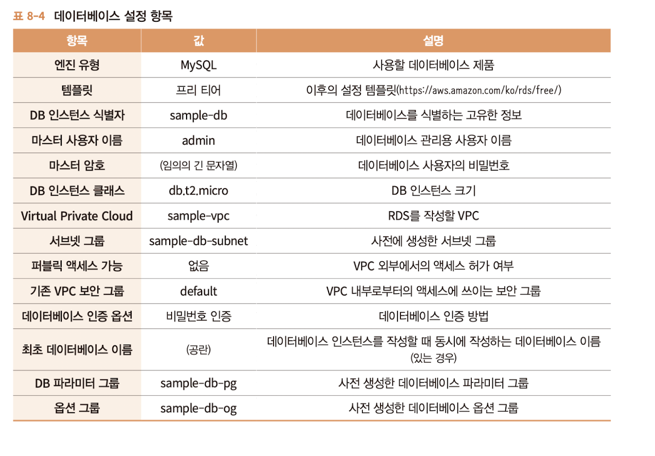 표 8-4 데이터베이스 설정 항목
항목 값 설명
엔진 유형 MySQL 사용할 데이터베이스 제품
템플릿 프리 티어 이후의 설정 템플릿(https://aws.amazon.com/ko/rds/free/)
DB 인스턴스 식별자 sample-db 데이터베이스를 식별하는 고유한 정보
마스터 사용자 이름 admin 데이터베이스 관리용 사용자 이름
마스터 암호 (임의의 긴 문자열) 데이터베이스 사용자의 비밀번호
DB 인스턴스 클래스 db.t2.micro DB 인스턴스 크기
Virtual Private Cloud sample-vpc RDS를 작성할 VPC
서브넷 그룹 sample-db-subnet 사전에 생성한 서브넷 그룹
퍼블릭 액세스 가능 없음 VPC 외부에서의 액세스 허가 여부
기존 VPC 보안 그룹 default VPC 내부로부터의 액세스에 쓰이는 보안 그룹
데이터베이스 인증 옵션 비밀번호 인증 데이터베이스 인증 방법
최초 데이터베이스 이름 (공란) 데이터베이스 인스턴스를 작성할 때 동시에 작성하는 데이터베이스 이름
(있는 경우)
DB 파라미터 그룹 sample-db-pg 사전 생성한 데이터베이스 파라미터 그룹
옵션 그룹 sample-db-og 사전 생성한 데이터베이스 옵션 그룹